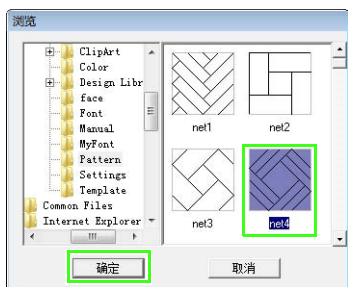 浏览
ClipArt
Color
Design Libr
face
Font
Manual
MyFont
Pattern
Settings
Template
Common Files
Internet Explorer
net1
net2
net3
net4
确定
取消